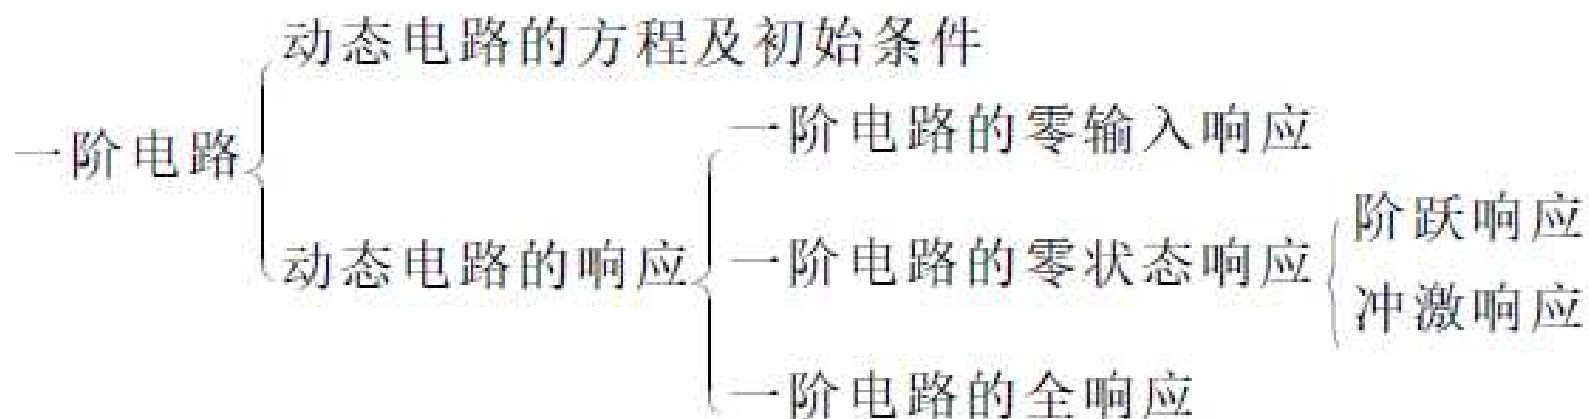 动态电路的方程及初始条件
一阶电路的零输入响应
一阶电路
阶跃响应
动态电路的响应
一阶电路的零状态响应
冲激响应
一阶电路的全响应